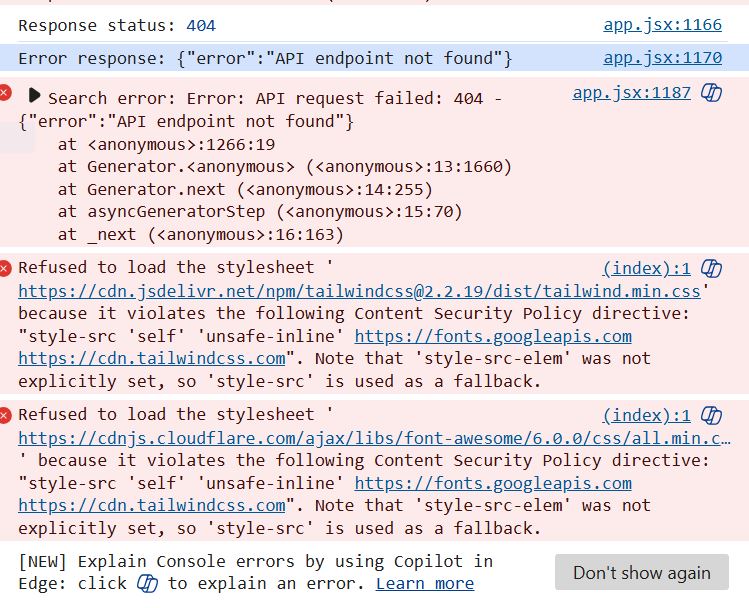 Response status: 404 app.jsx:1166
Error response: {"error":"API endpoint not found"} app.jsx:1170
Search error: Error: API request failed: 404 - app.jsx:1187
{"error":"API endpoint not found"}
at <anonymous>:1266:19
at Generator.<anonymous> (<anonymous>:13:1660)
at Generator.next (<anonymous>:14:255)
at asyncGeneratorStep (<anonymous>:15:70)
at _next (<anonymous>:16:163)
Refused to load the stylesheet ' (index):1
https://cdn.jsdelivr.net/npm/tailwindcss@2.2.19/dist/tailwind.min.css'
because it violates the following Content Security Policy directive:
"style-src 'self' 'unsafe-inline' https://fonts.googleapis.com
https://cdn.tailwindcss.com". Note that 'style-src-elem' was not
explicitly set, so 'style-src' is used as a fallback.
Refused to load the stylesheet ' (index):1
https://cdnjs.cloudflare.com/ajax/libs/font-awesome/6.0.0/css/all.min.c…
' because it violates the following Content Security Policy directive:
"style-src 'self' 'unsafe-inline' https://fonts.googleapis.com
https://cdn.tailwindcss.com". Note that 'style-src-elem' was not
explicitly set, so 'style-src' is used as a fallback.
[NEW] Explain Console errors by using Copilot in
Edge: click to explain an error. Learn more
Don't show again